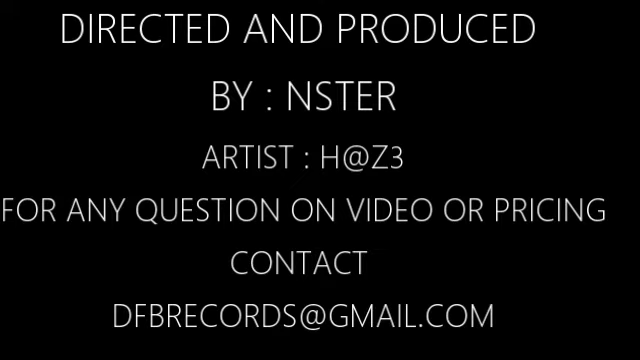 DIRECTED AND PRODUCED
BY : NSTER
ARTIST : H@Z3
FOR ANY QUESTION ON VIDEO OR PRICING
CONTACT
DFBRECORDS@GMAIL.COM